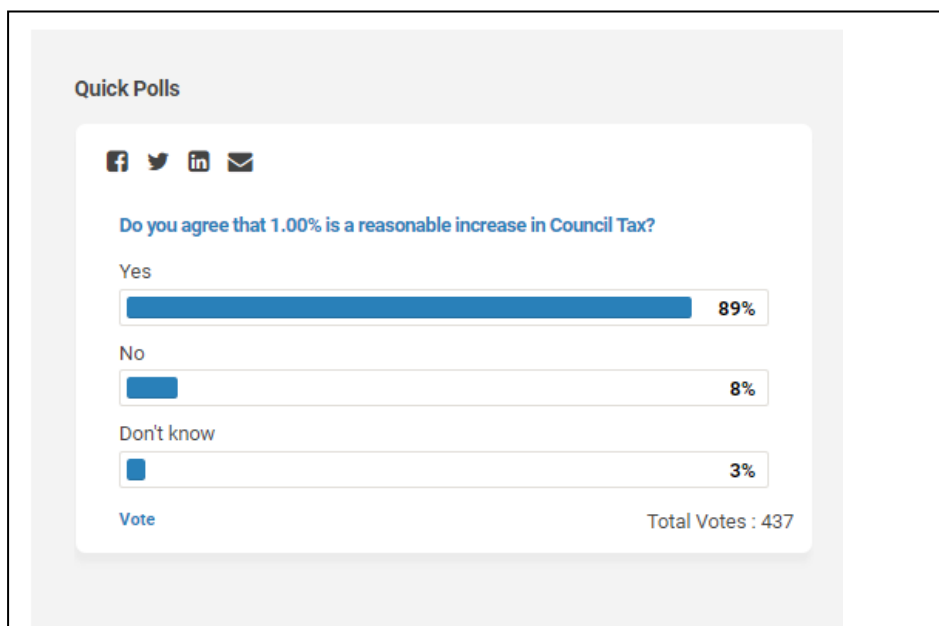 Quick Polls
Do you agree that 1.00% is a reasonable increase in Council Tax?
Yes
89%
No
8%
Don't know
3%
Vote
Total Votes : 437